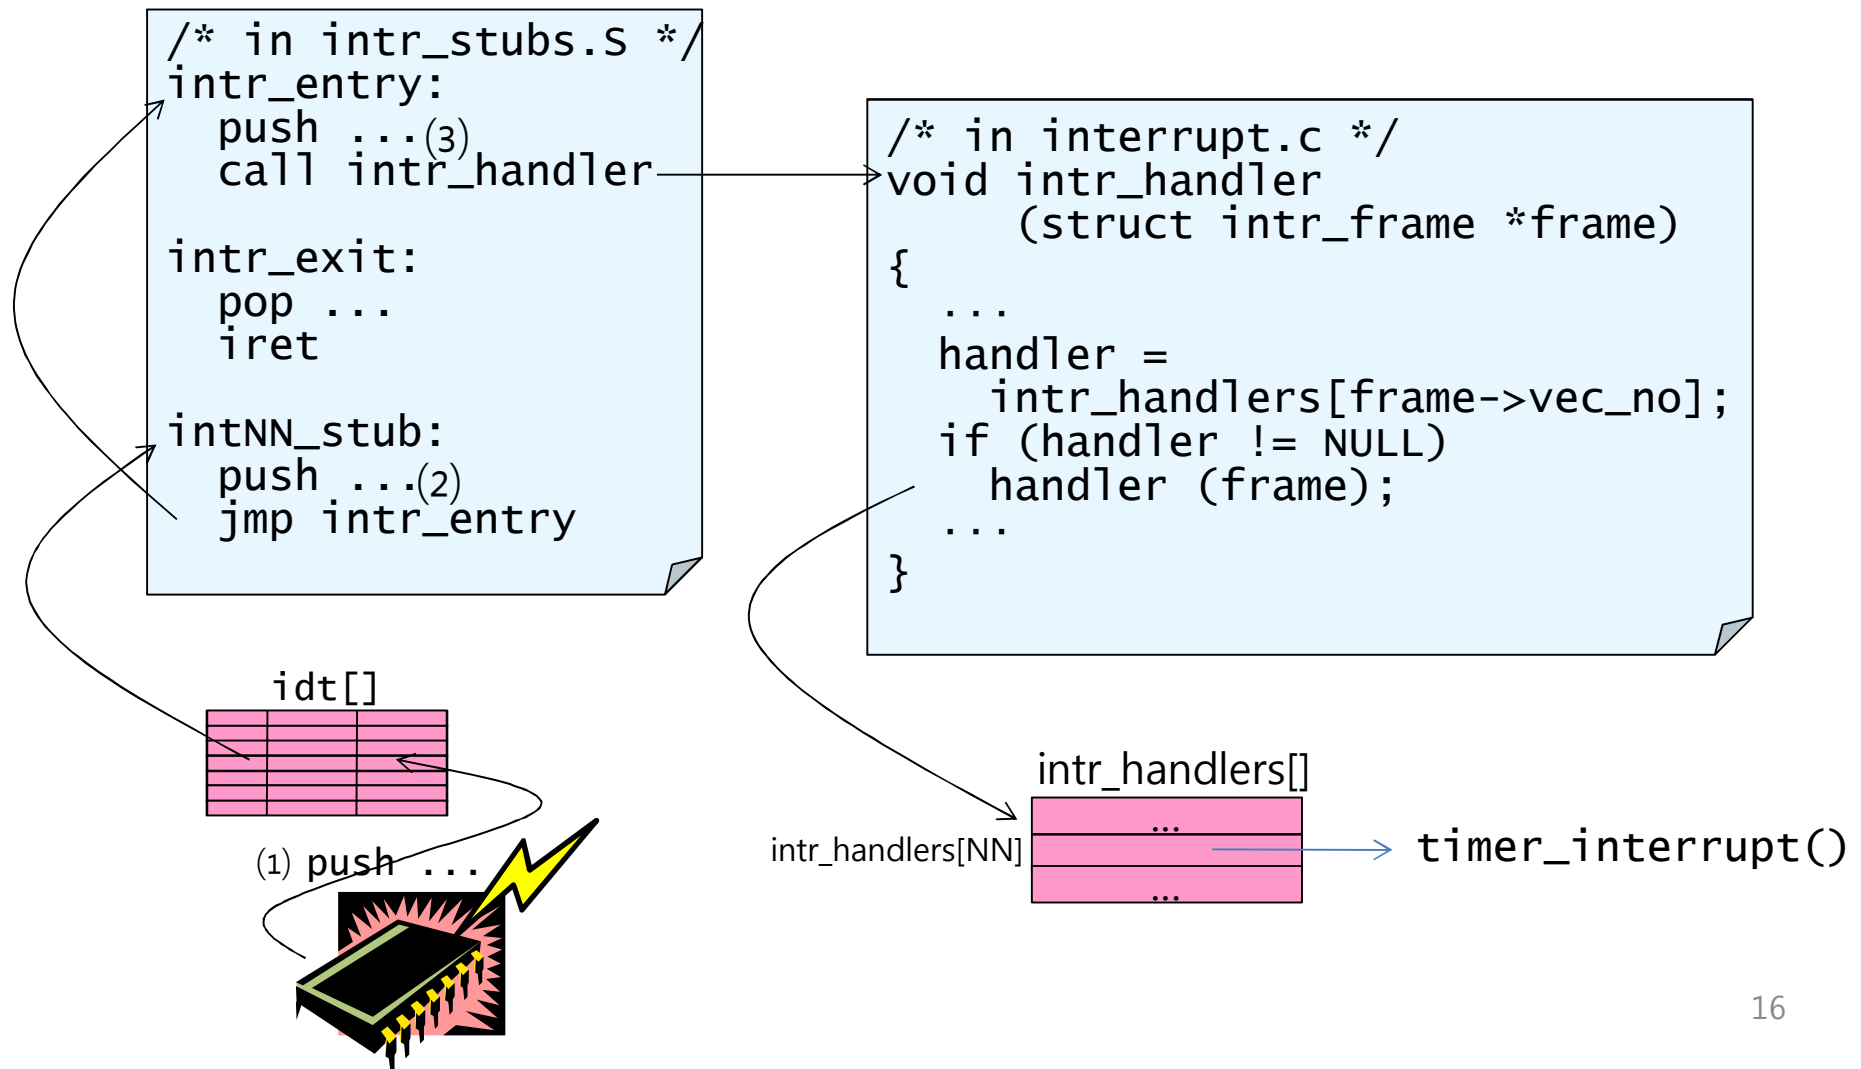 /* in intr_stubs.S */
intr_entry:
push ...(3)
call intr_handler
intr_exit:
pop ...
iret
intNN_stub:
push ...(2)
jmp intr_entry
/* in interrupt.c */
void intr_handler
(struct intr_frame *frame)
{
...
handler =
intr_handlers[frame->vec_no];
if (handler != NULL)
handler (frame);
...
}
idt[]
(1) push ...
intr_handlers[]
...
intr_handlers[NN]
timer_interrupt()
...
16